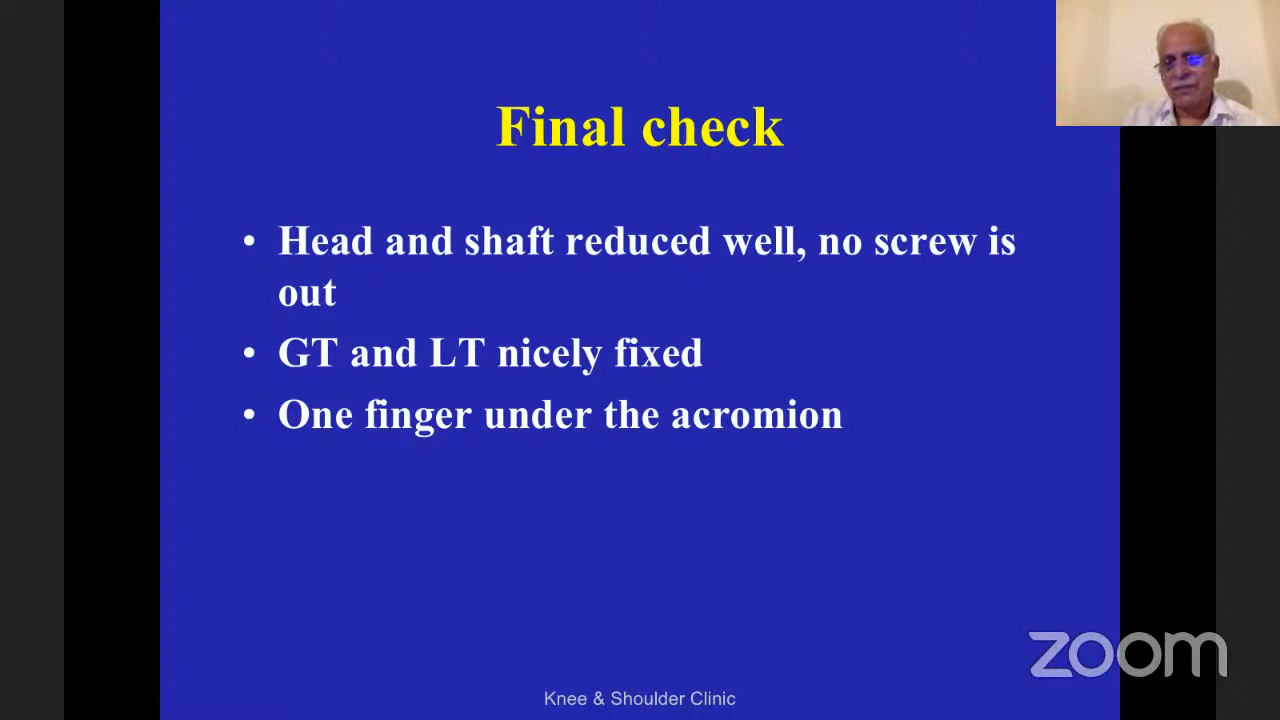 Final check
• Head and shaft reduced well, no screw is
out
• GT and LT nicely fixed
• One finger under the acromion
zoom
Knee & Shoulder Clinic